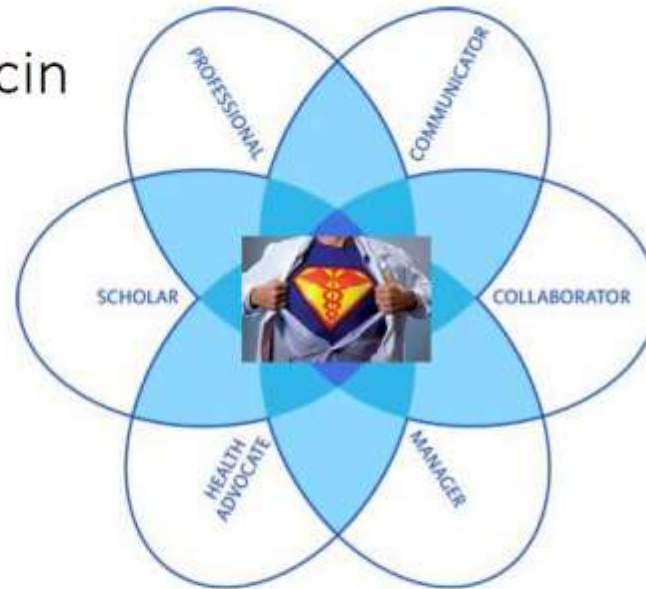 cin
PROFESSIONAL
COMMUNICATOR
SCHOLAR
COLLABORATOR
HEALTH
ADVOCATE
MANAGER